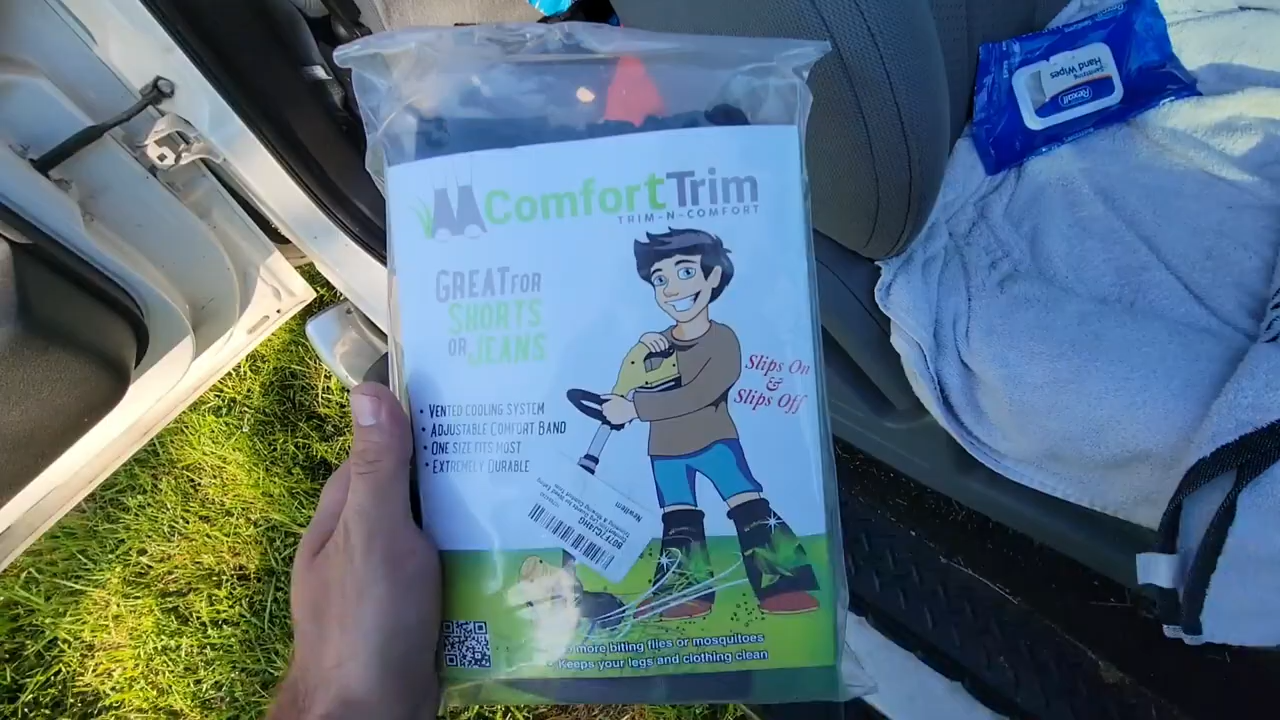 ComfortTrim
TRIM-N-COMFORT
GREAT FOR
SHORTS
OR JEANS
• VENTED COOLING SYSTEM
• ADJUSTABLE COMFORT BAND
• ONE SIZE FITS MOST
• EXTREMELY DURABLE
Slips On
&
Slips Off
NewItem
more biting flies or mosquitoes
Keeps your legs and clothing clean
Rexall
Sanitizing
Hand Wipes